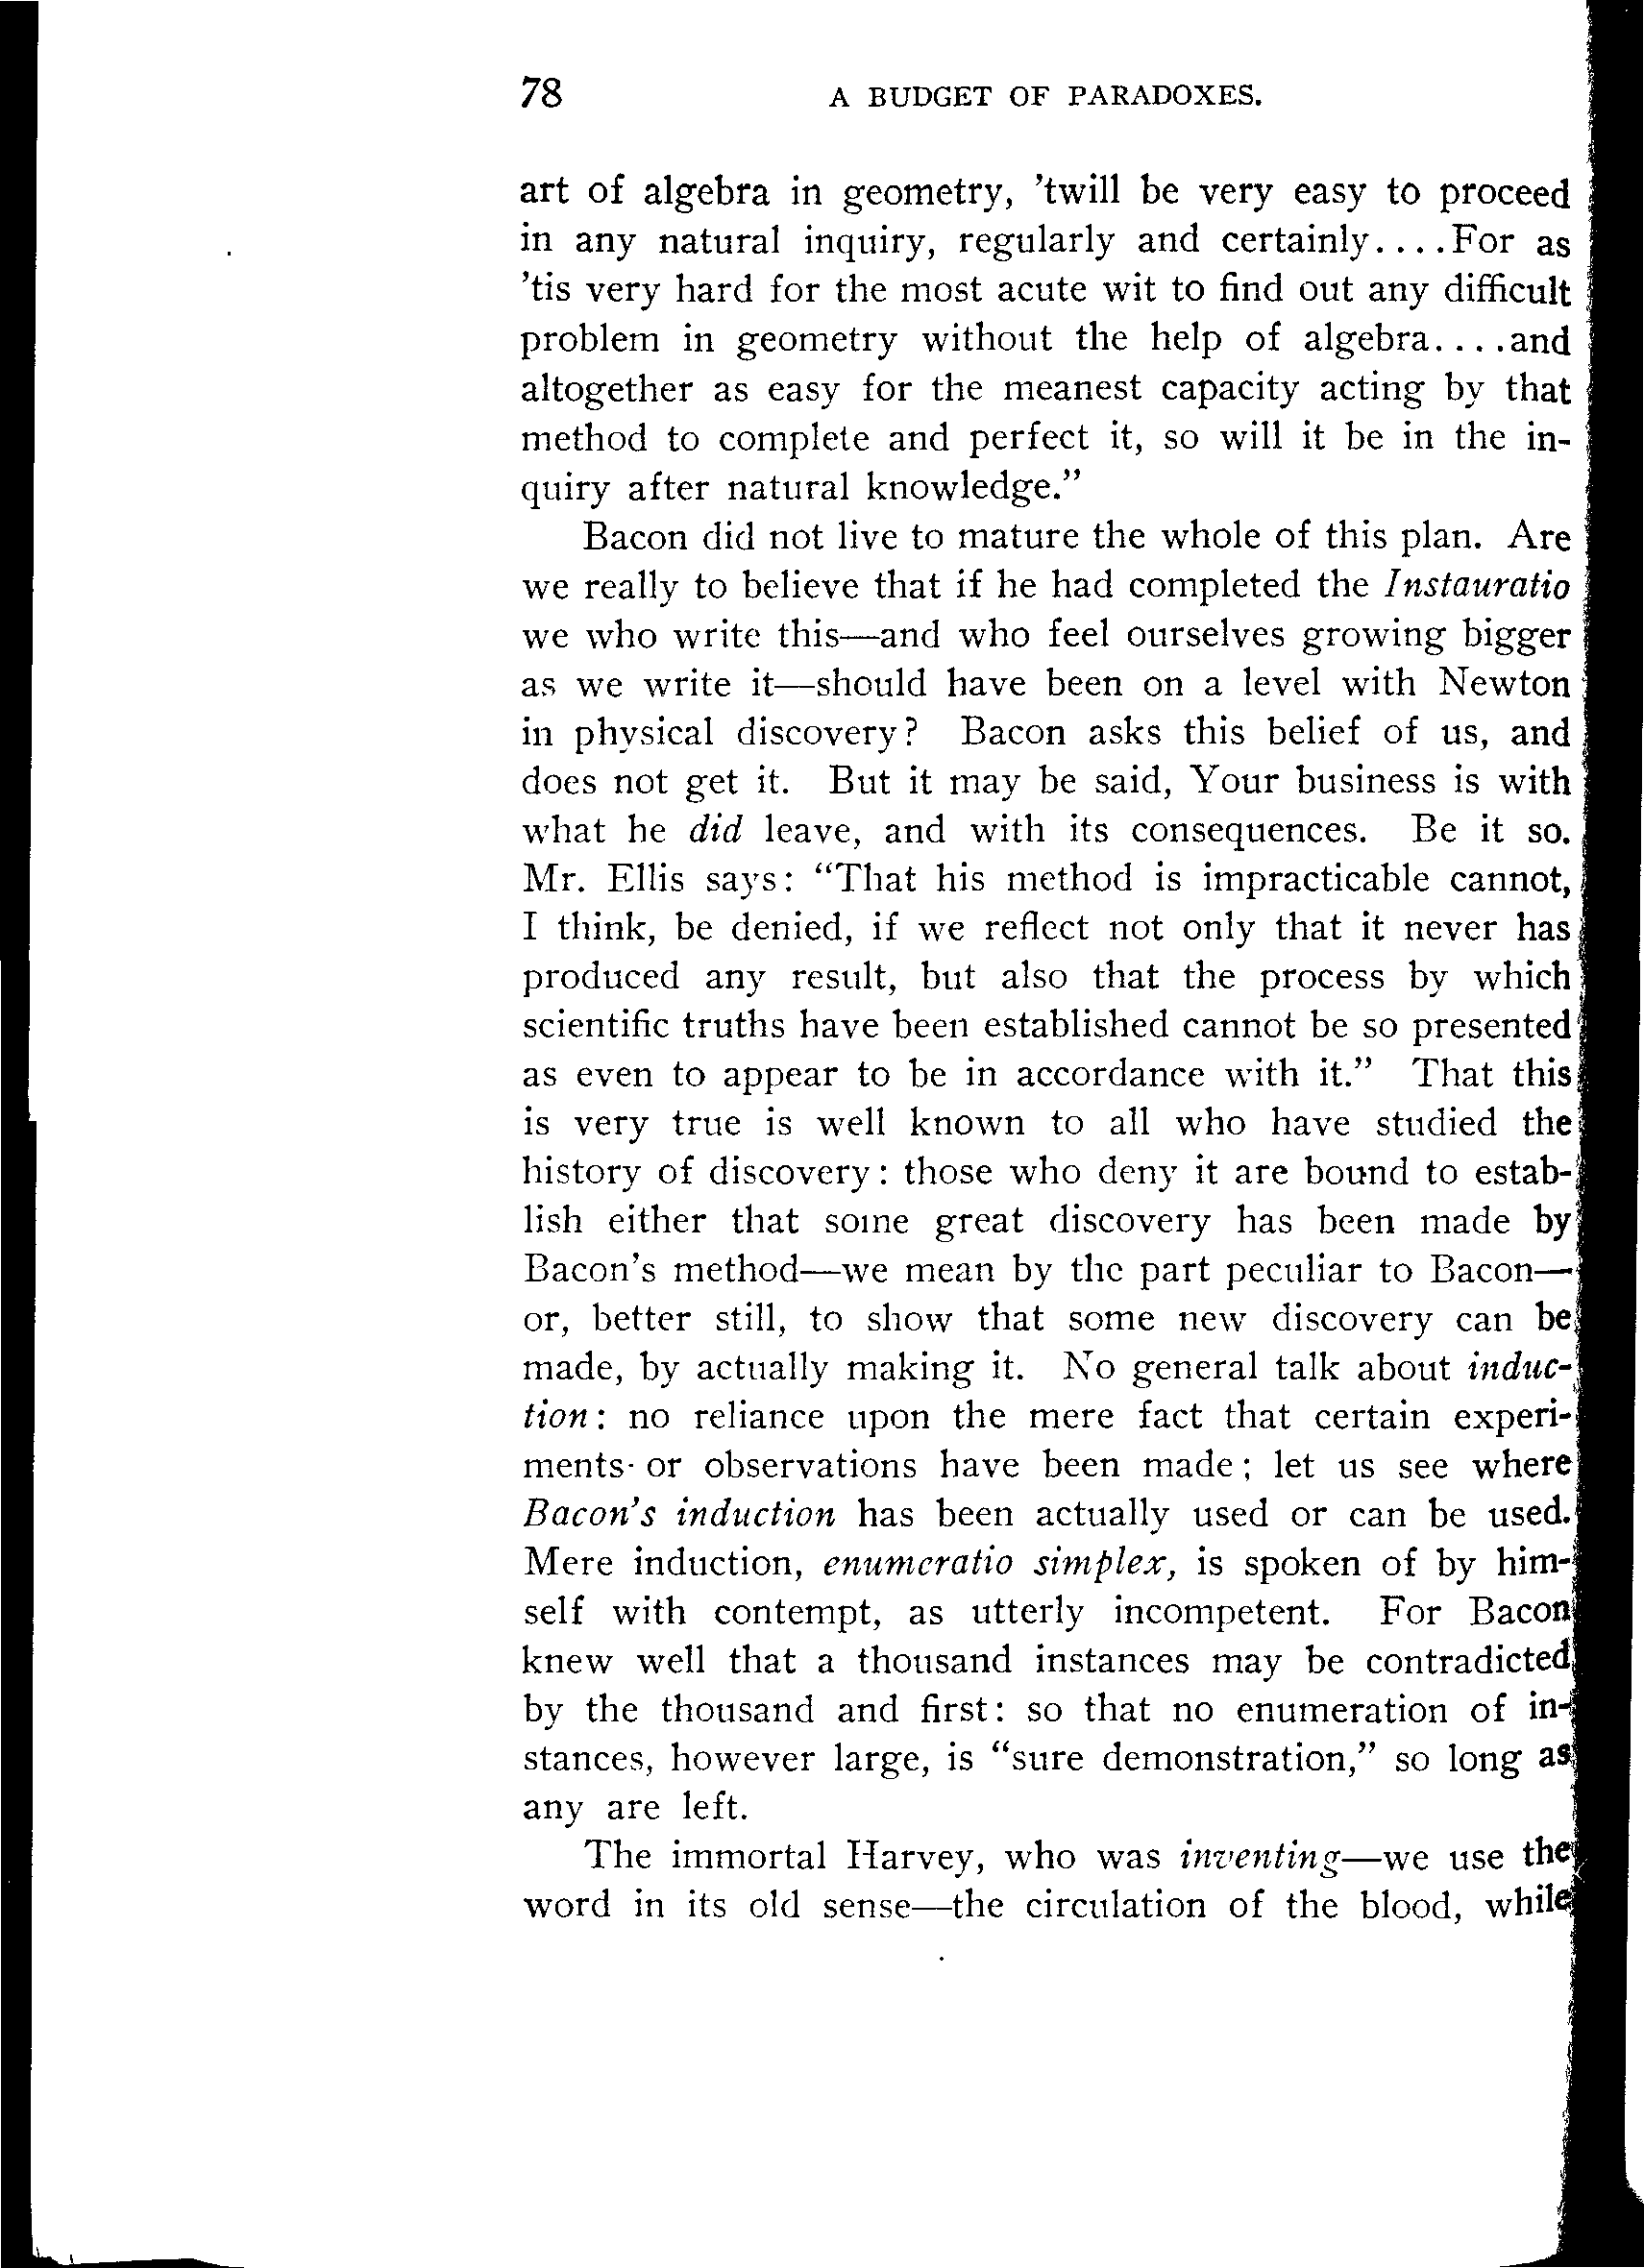 78 A BUDGET OF PARADOXES.
art of algebra in geometry, 'twill be very easy to proceed
in any natural inquiry, regularly and certainly....For as
'tis very hard for the most acute wit to find out any difficult
problem in geometry without the help of algebra....and
altogether as easy for the meanest capacity acting by that
method to complete and perfect it, so will it be in the in-
quiry after natural knowledge.”
Bacon did not live to mature the whole of this plan. Are
we really to believe that if he had completed the Instauratio
we who write this—and who feel ourselves growing bigger
as we write it—should have been on a level with Newton
in physical discovery? Bacon asks this belief of us, and
does not get it. But it may be said, Your business is with
what he did leave, and with its consequences. Be it so.
Mr. Ellis says: “That his method is impracticable cannot,
I think, be denied, if we reflect not only that it never has
produced any result, but also that the process by which
scientific truths have been established cannot be so presented
as even to appear to be in accordance with it.” That this
is very true is well known to all who have studied the
history of discovery: those who deny it are bound to estab-
lish either that some great discovery has been made by
Bacon's method—we mean by the part peculiar to Bacon—
or, better still, to show that some new discovery can be
made, by actually making it. No general talk about induc-
tion: no reliance upon the mere fact that certain experi-
ments or observations have been made; let us see where
Bacon's induction has been actually used or can be used.
Mere induction, enumeratio simplex, is spoken of by him-
self with contempt, as utterly incompetent. For Bacon
knew well that a thousand instances may be contradicted
by the thousand and first: so that no enumeration of in-
stances, however large, is “sure demonstration,” so long as
any are left.
The immortal Harvey, who was inventing—we use the
word in its old sense—the circulation of the blood, while